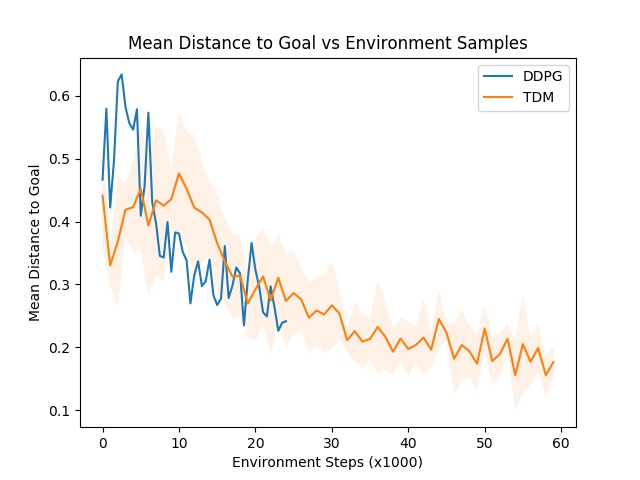 Mean Distance to Goal vs Environment Samples
DDPG
TDM
Mean Distance to Goal
0.6
0.5
0.4
0.3
0.2
0.1
0 10 20 30 40 50 60
Environment Steps (x1000)